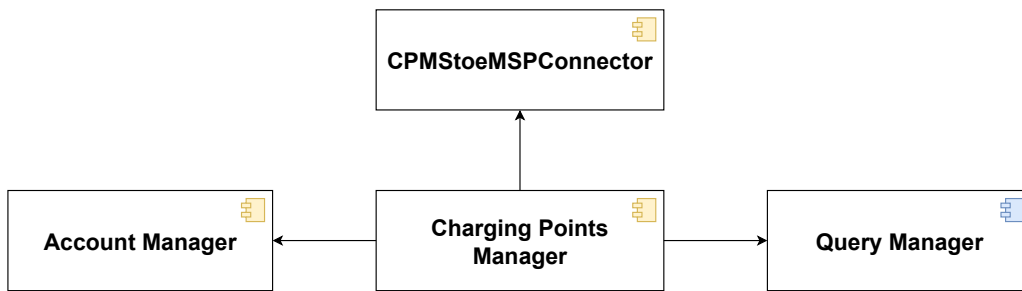 CPMStoeMSPConnector
Account Manager
Charging Points
Manager
Query Manager